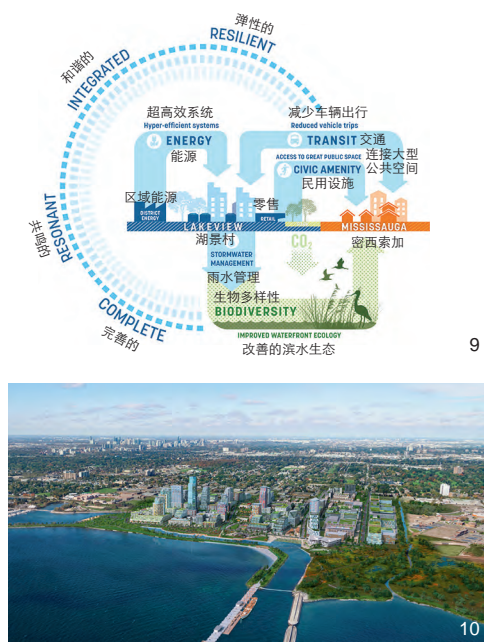 弹性的
RESILIENT
和谐的
INTEGRATED
超高效系统
Hyper-efficient systems
ENERGY
能源
减少车辆出行
Reduced vehicle trips
TRANSIT 交通
ACCESS TO GREAT PUBLIC SPACE
连接大型
公共空间
CIVIC AMENITY
民用设施
区域能源
DISTRICT
ENERGY
零售
RETAIL
LAKEVIEW
湖景村
MISSISSAUGA
密西索加
共鸣的
RESONANT
STORMWATER
MANAGEMENT
雨水管理
CO₂
生物多样性
BIODIVERSITY
COMPLETE
完善的
IMPROVED WATERFRONT ECOLOGY
改善的滨水生态
9
10